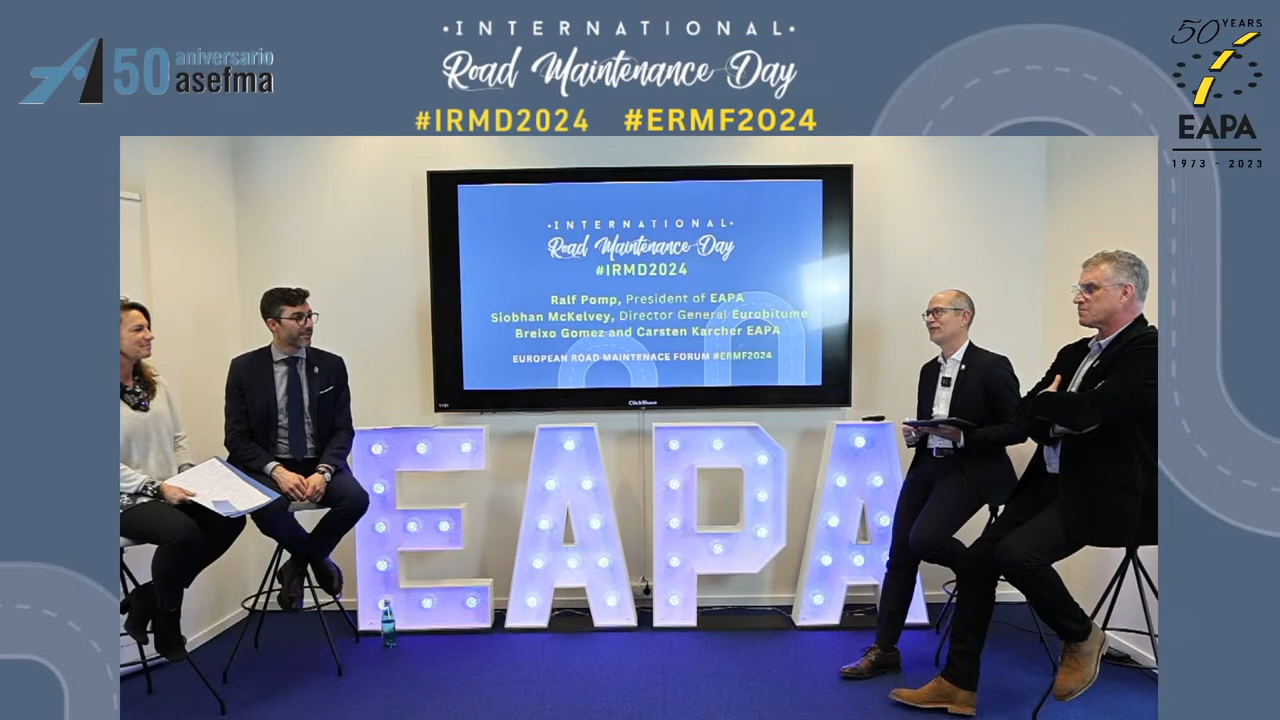 ·INTERNATIONAL·
Road Maintenance Day
#IRMD2024 #ERMF2024
50 aniversario
asefma
50 YEARS
EAPA
1973 - 2023
·INTERNATIONAL·
Road Maintenance Day
#IRMD2024
Ralf Pomp, President of EAPA
Siobhan McKelvey, Director General Eurobitume
Breixo Gomez and Carsten Karcher EAPA
EUROPEAN ROAD MAINTENACE FORUM #ERMF2024
ClickShare
EAPA